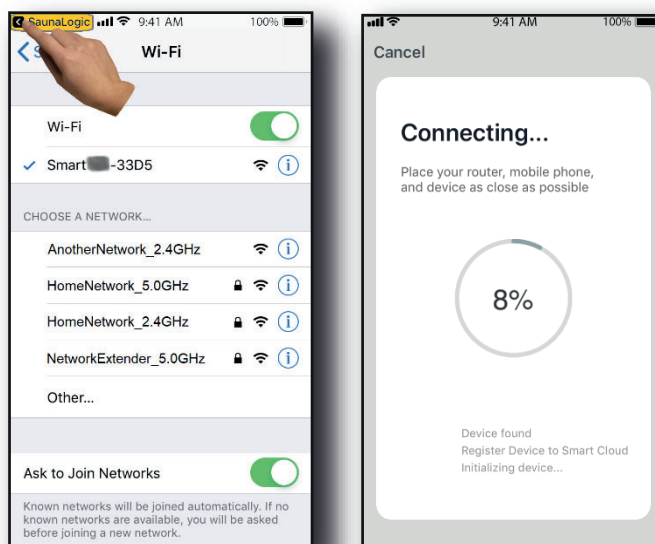 SaunaLogic 9:41 AM 100%
Wi-Fi
Wi-Fi
Smart -33D5
CHOOSE A NETWORK...
AnotherNetwork_2.4GHz
HomeNetwork_5.0GHz
HomeNetwork_2.4GHz
NetworkExtender_5.0GHz
Other...
Ask to Join Networks
Known networks will be joined automatically. If no
known networks are available, you will be asked
before joining a new network.
9:41 AM 100%
Cancel
Connecting...
Place your router, mobile phone,
and device as close as possible
8%
Device found
Register Device to Smart Cloud
Initializing device...